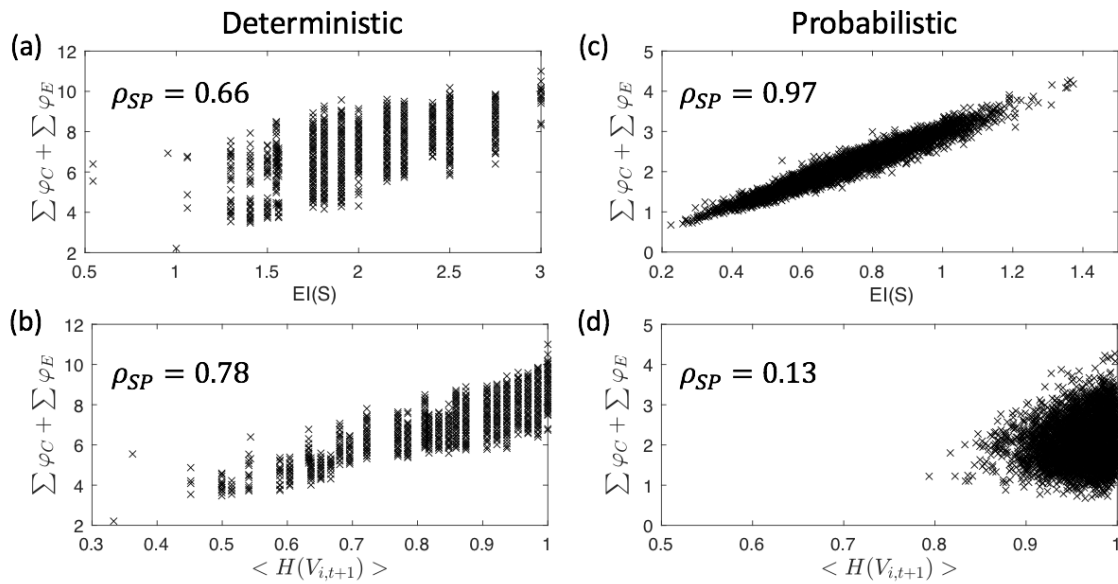 Deterministic
(a)
ρ_SP = 0.66
∑ φ_C + ∑ φ_E
12
10
8
6
4
2
0.5 1 1.5 2 2.5 3
EI(S)
(b)
ρ_SP = 0.78
∑ φ_C + ∑ φ_E
12
10
8
6
4
2
0.3 0.4 0.5 0.6 0.7 0.8 0.9 1
< H(V_{i,t+1}) >
Probabilistic
(c)
ρ_SP = 0.97
∑ φ_C + ∑ φ_E
5
4
3
2
1
0
0.2 0.4 0.6 0.8 1 1.2 1.4
EI(S)
(d)
ρ_SP = 0.13
∑ φ_C + ∑ φ_E
5
4
3
2
1
0
0.5 0.6 0.7 0.8 0.9 1
< H(V_{i,t+1}) >